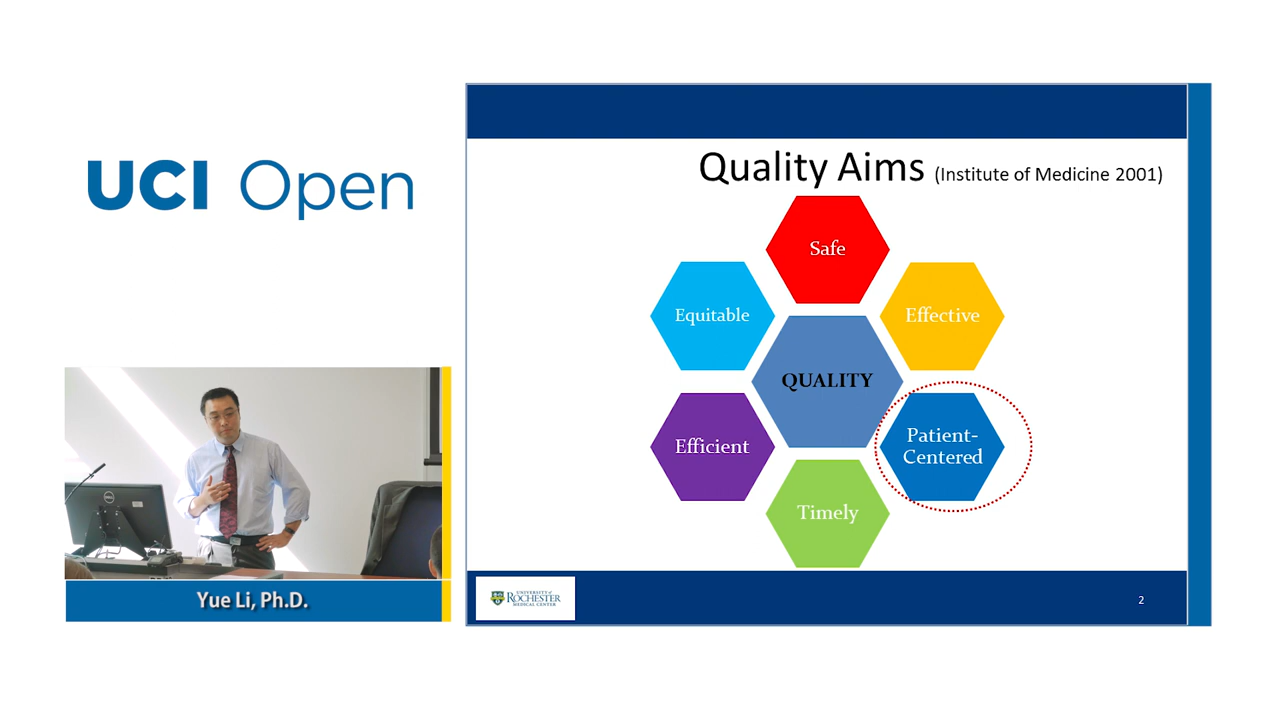 UCI Open
Quality Aims (Institute of Medicine 2001)
Safe
Equitable
Effective
QUALITY
Efficient
Patient-
Centered
Timely
DELL
Yue Li, Ph.D.
UNIVERSITY of
ROCHESTER
MEDICAL CENTER
2